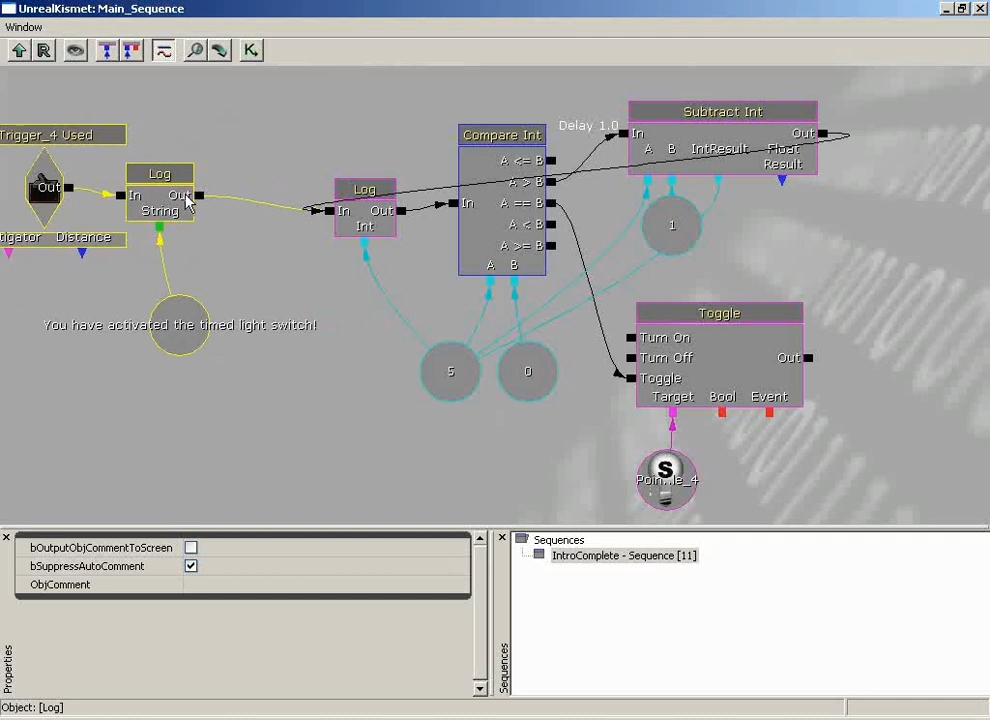 UnrealKismet: Main_Sequence
Window
Trigger_4 Used
Out
tigator Distance
Log
In Out
String
You have activated the timed light switch!
Log
In Out
Int
Compare Int
A <= B
A > B
In A == B
A < B
A >= B
A B
5
0
Delay 1.0
Subtract Int
In Out
A B IntResult Float
Result
1
Toggle
Turn On
Turn Off Out
Toggle
Target Bool Event
S
Poin...le_4
bOutputObjCommentToScreen
bSuppressAutoComment
ObjComment
Properties
Sequences
IntroComplete - Sequence [11]
Sequences
Object: [Log]